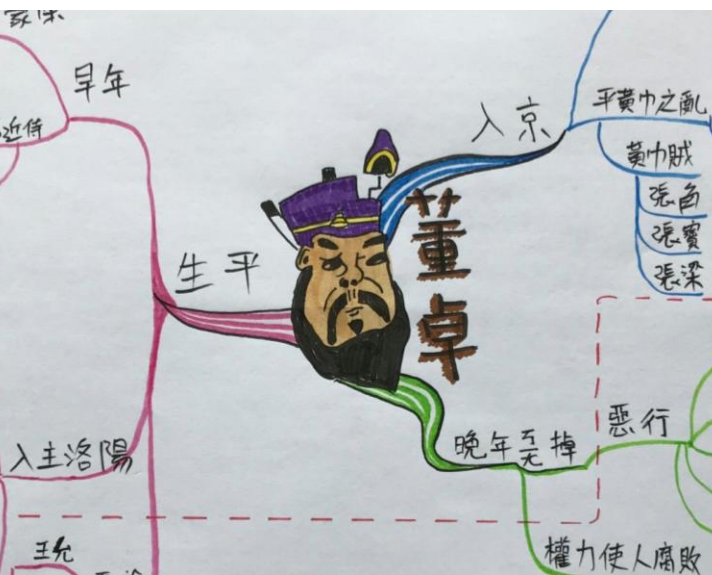 早年
近侍
入京
平黃巾之亂
黃巾賊
張角
張寶
張梁
董卓
生平
入主洛陽
王允
晚年死掉
惡行
權力使人腐敗